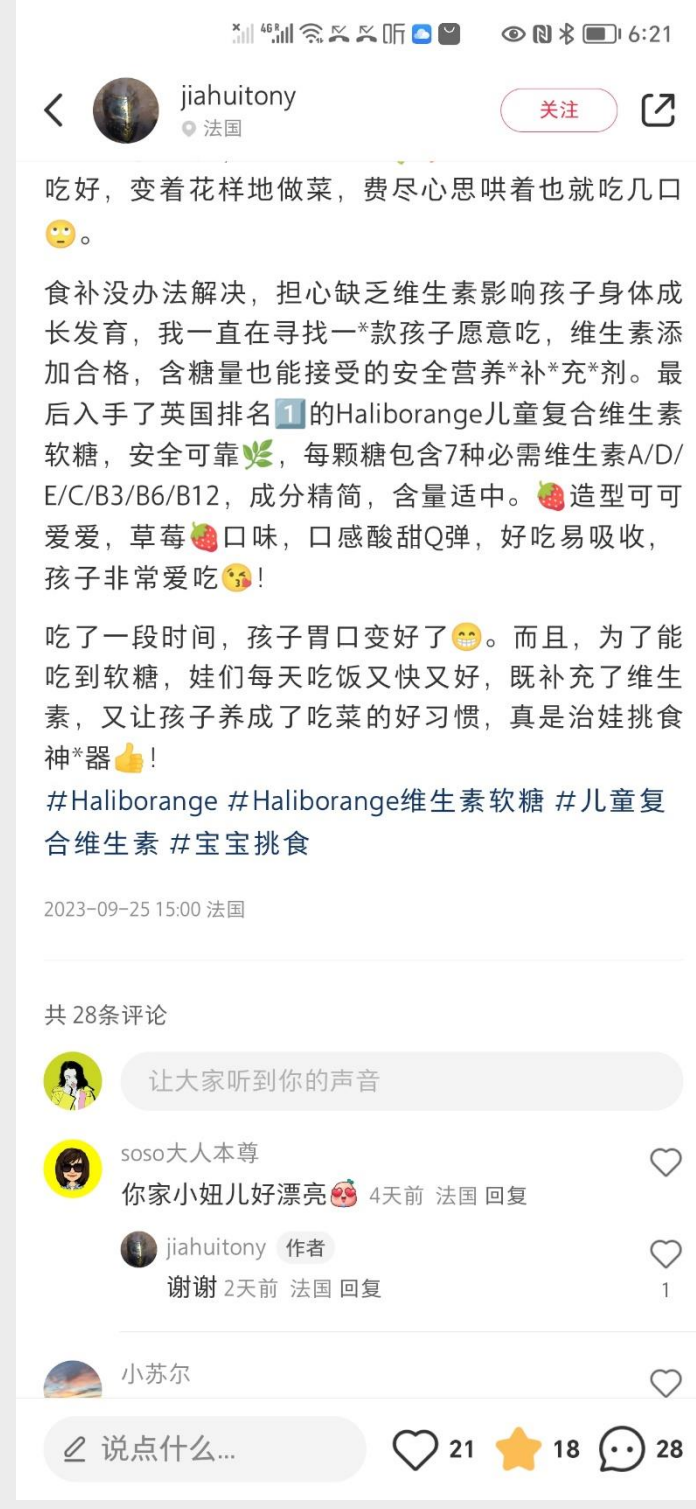 46R 听 6:21
jiahuitony
法国
关注
吃好，变着花样地做菜，费尽心思哄着也就吃几口
🙄。
食补没办法解决，担心缺乏维生素影响孩子身体成
长发育，我一直在寻找一*款孩子愿意吃，维生素添
加合格，含糖量也能接受的安全营养*补*充*剂。最
后入手了英国排名1️⃣的Haliborange儿童复合维生素
软糖，安全可靠🌿，每颗糖包含7种必需维生素A/D/
E/C/B3/B6/B12，成分精简，含量适中。🍓造型可可
爱爱，草莓🍓口味，口感酸甜Q弹，好吃易吸收，
孩子非常爱吃😘！
吃了一段时间，孩子胃口变好了😁。而且，为了能
吃到软糖，娃们每天吃饭又快又好，既补充了维生
素，又让孩子养成了吃菜的好习惯，真是治娃挑食
神*器👍！
#Haliborange #Haliborange维生素软糖 #儿童复
合维生素 #宝宝挑食
2023-09-25 15:00 法国
共 28条评论
让大家听到你的声音
soso大人本尊
你家小妞儿好漂亮😍 4天前 法国 回复
jiahuitony 作者
谢谢 2天前 法国 回复
1
小苏尔
说点什么... 21 18 28